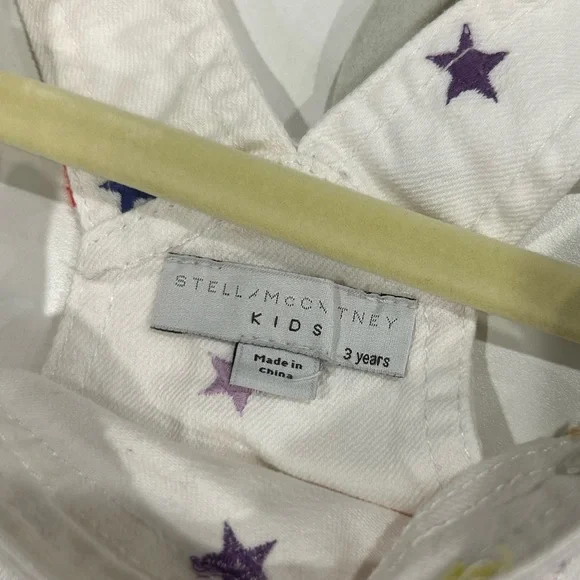 STELLA McCARTNEY
KIDS
3 years
Made in
China